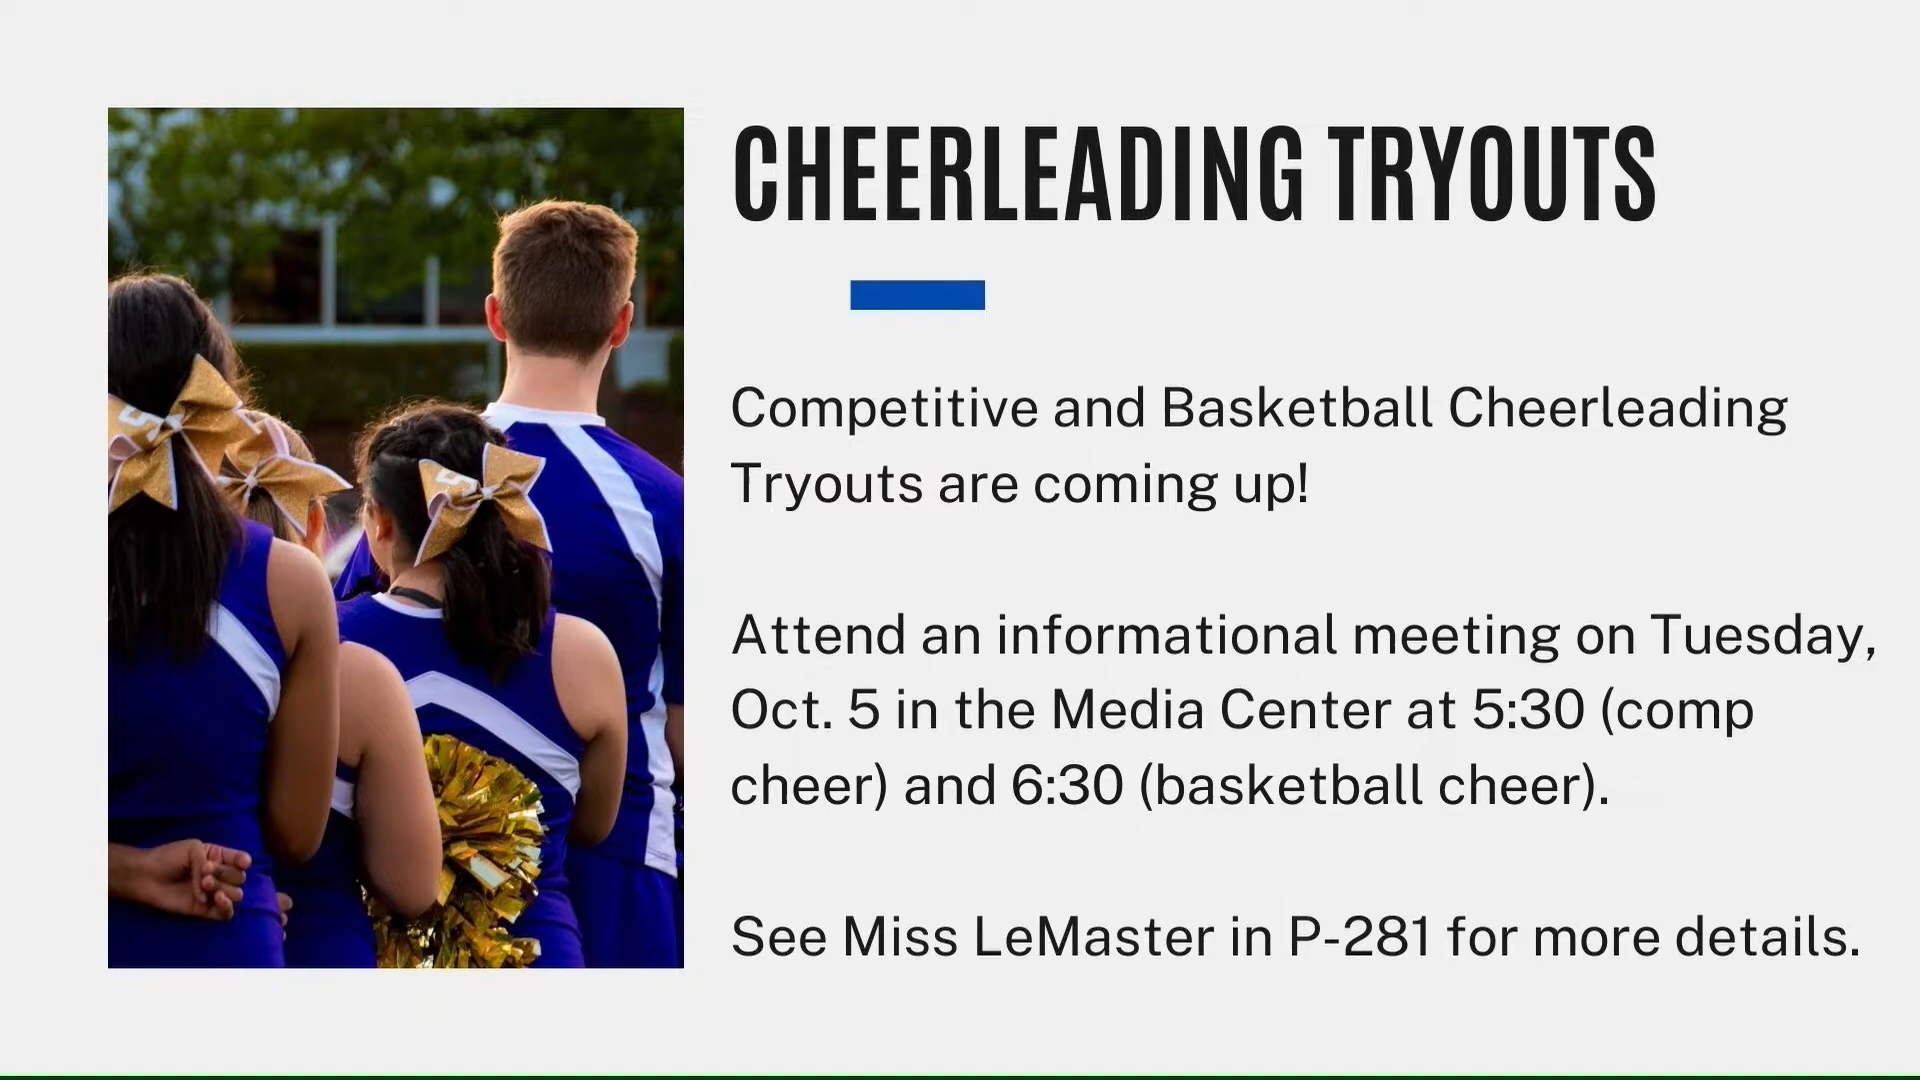 CHEERLEADING TRYOUTS
Competitive and Basketball Cheerleading
Tryouts are coming up!
Attend an informational meeting on Tuesday,
Oct. 5 in the Media Center at 5:30 (comp
cheer) and 6:30 (basketball cheer).
See Miss LeMaster in P-281 for more details.